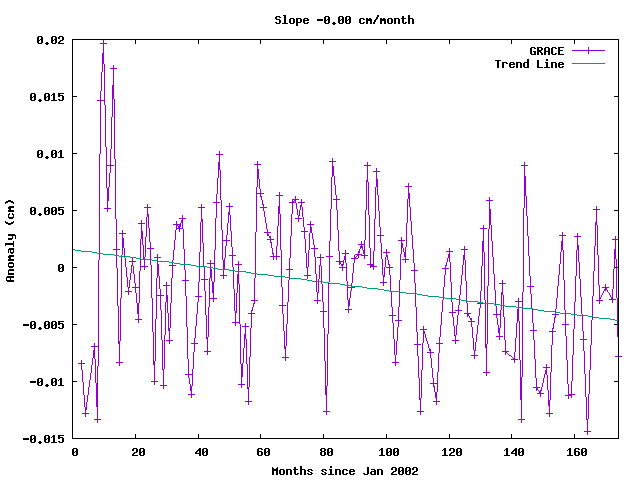 Slope -0.00 cm/month
GRACE
Trend Line
0.02
0.015
0.01
0.005
0
-0.005
-0.01
-0.015
Anomaly (cm)
0 20 40 60 80 100 120 140 160
Months since Jan 2002